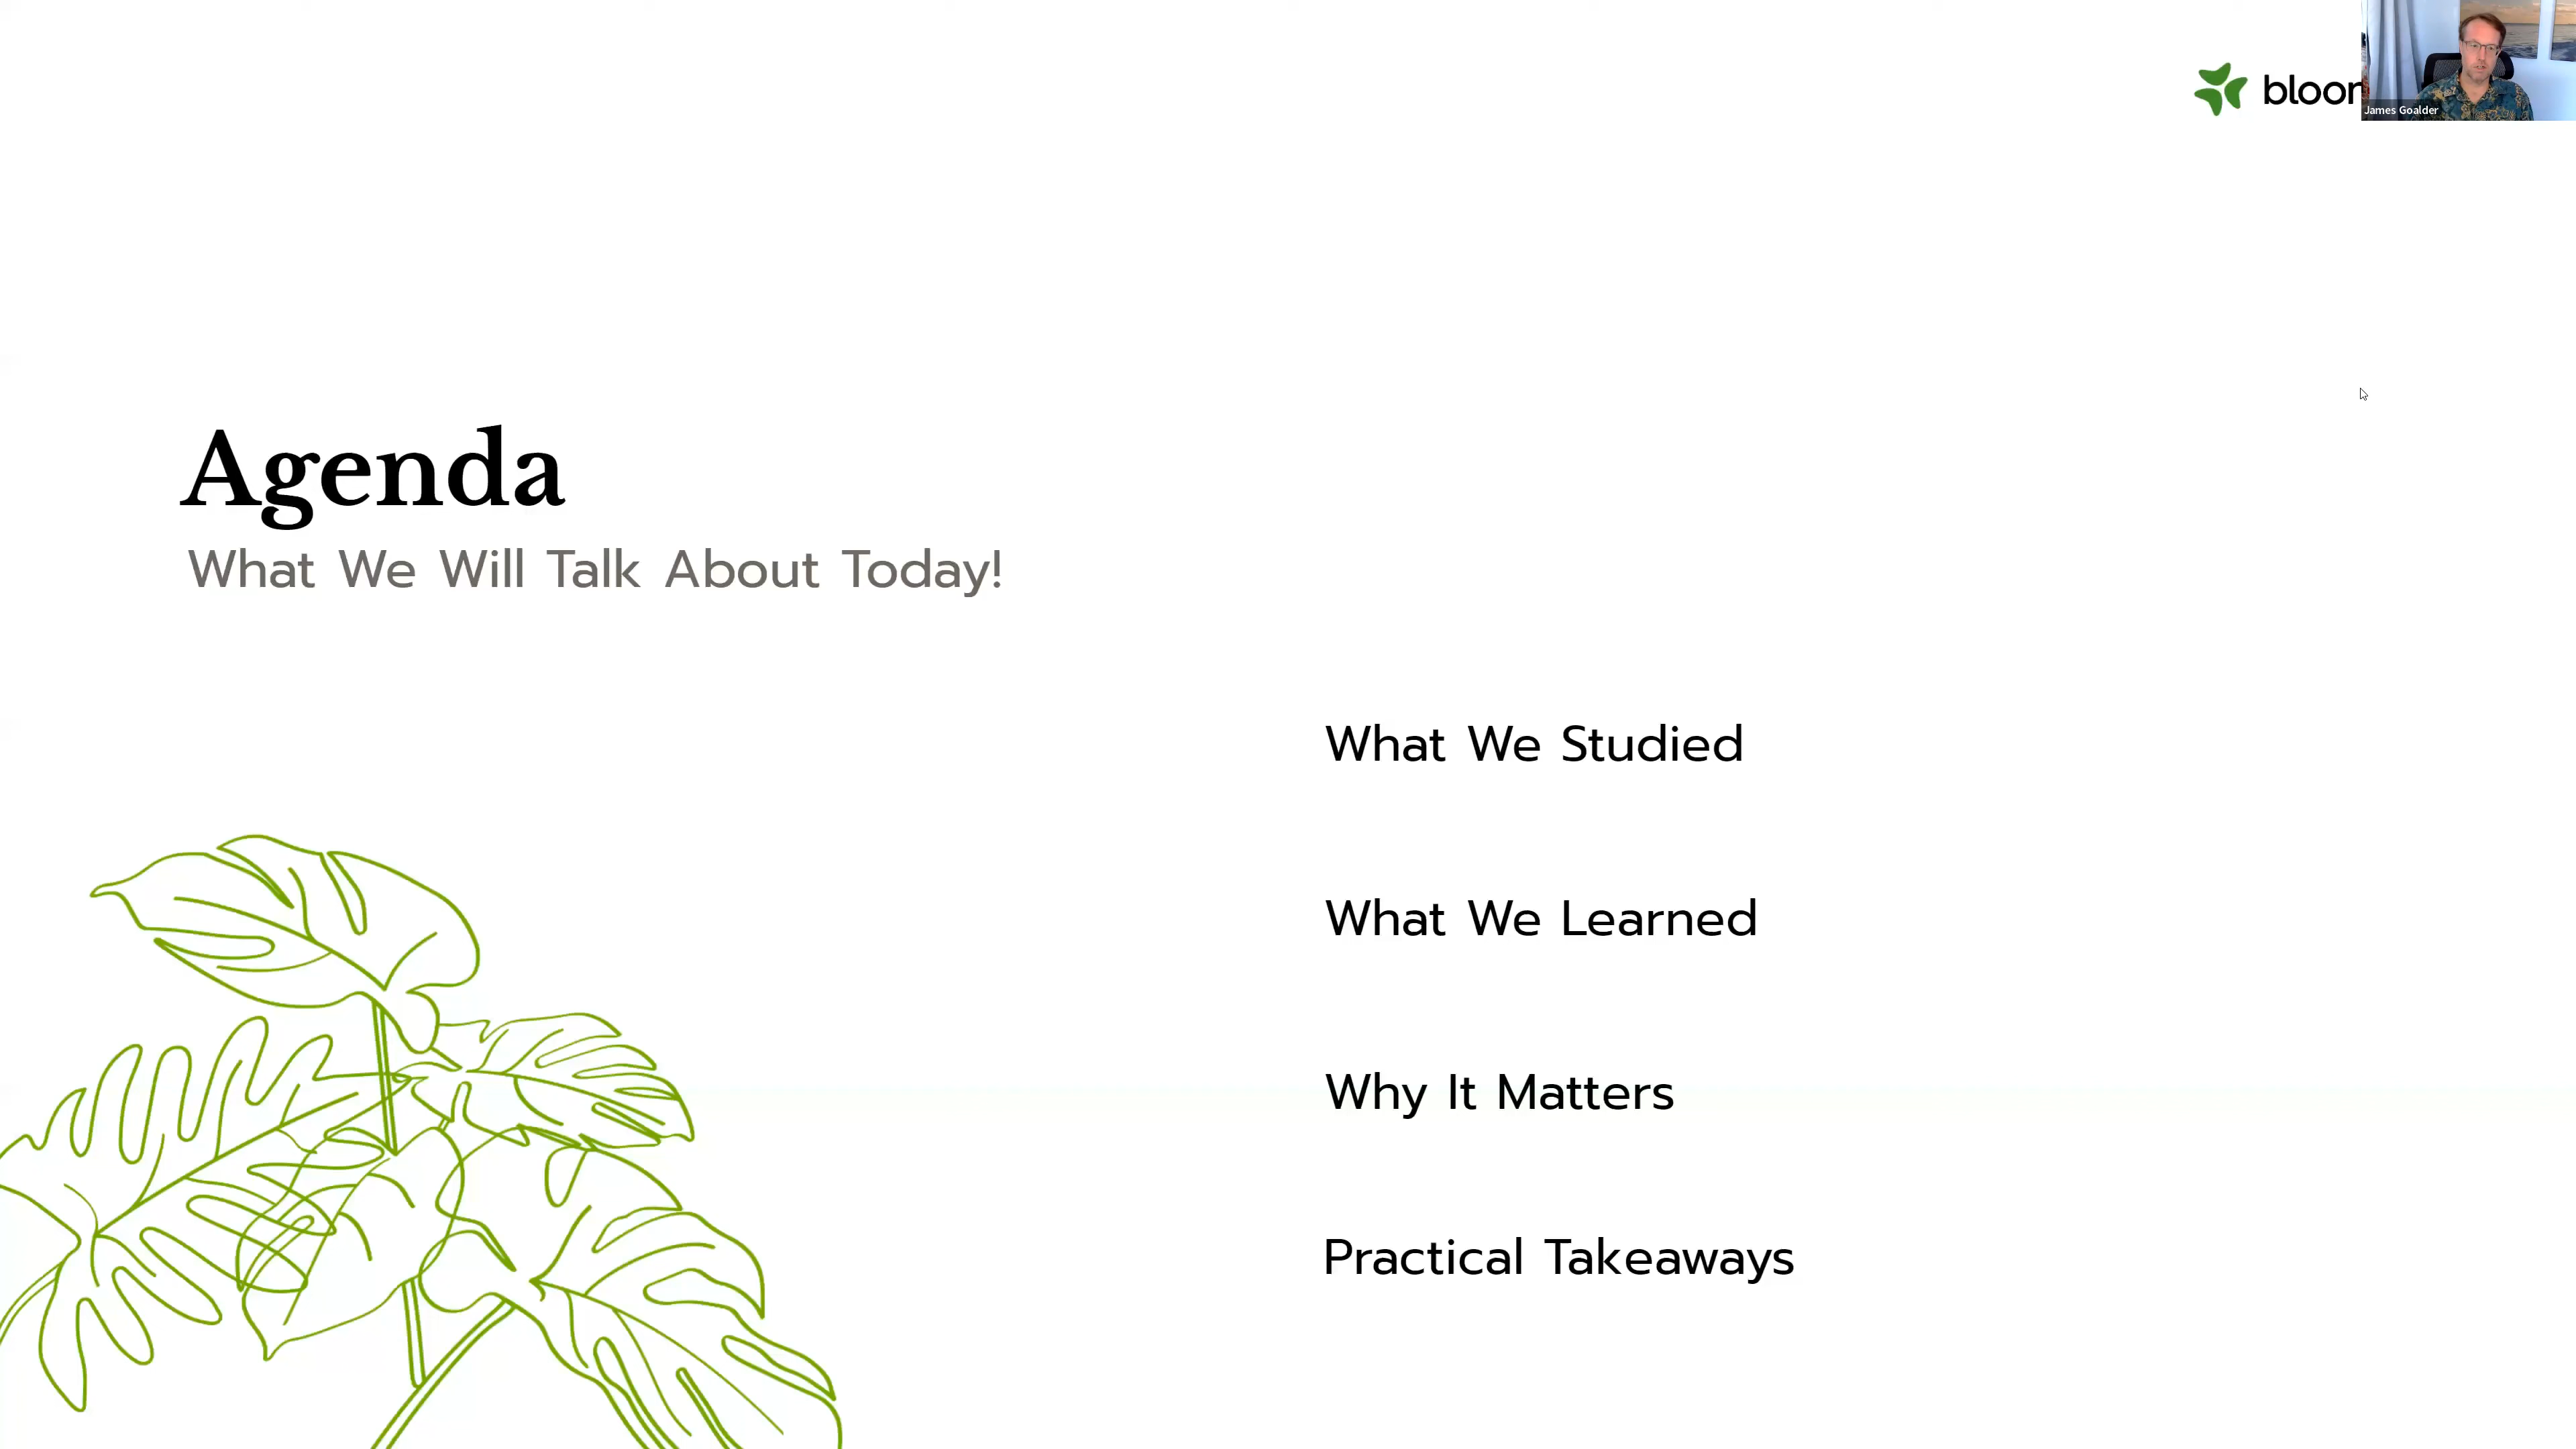 bloor
James Goalder
Agenda
What We Will Talk About Today!
What We Studied
What We Learned
Why It Matters
Practical Takeaways